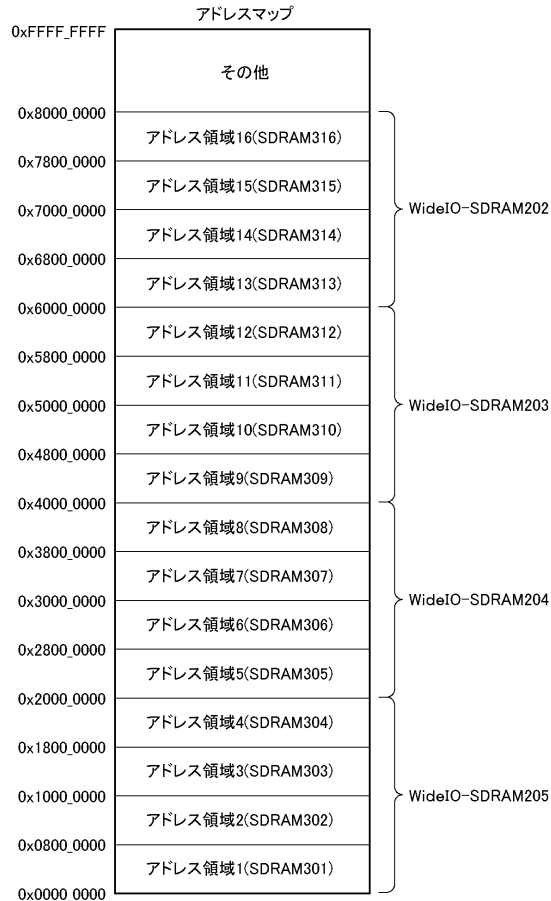 アドレスマップ
0xFFFF_FFFF
その他
0x8000_0000
アドレス領域16(SDRAM316)
0x7800_0000
アドレス領域15(SDRAM315)
0x7000_0000
WideIO-SDRAM202
アドレス領域14(SDRAM314)
0x6800_0000
アドレス領域13(SDRAM313)
0x6000_0000
アドレス領域12(SDRAM312)
0x5800_0000
アドレス領域11(SDRAM311)
0x5000_0000
WideIO-SDRAM203
アドレス領域10(SDRAM310)
0x4800_0000
アドレス領域9(SDRAM309)
0x4000_0000
アドレス領域8(SDRAM308)
0x3800_0000
アドレス領域7(SDRAM307)
0x3000_0000
WideIO-SDRAM204
アドレス領域6(SDRAM306)
0x2800_0000
アドレス領域5(SDRAM305)
0x2000_0000
アドレス領域4(SDRAM304)
0x1800_0000
アドレス領域3(SDRAM303)
0x1000_0000
WideIO-SDRAM205
アドレス領域2(SDRAM302)
0x0800_0000
アドレス領域1(SDRAM301)
0x0000_0000